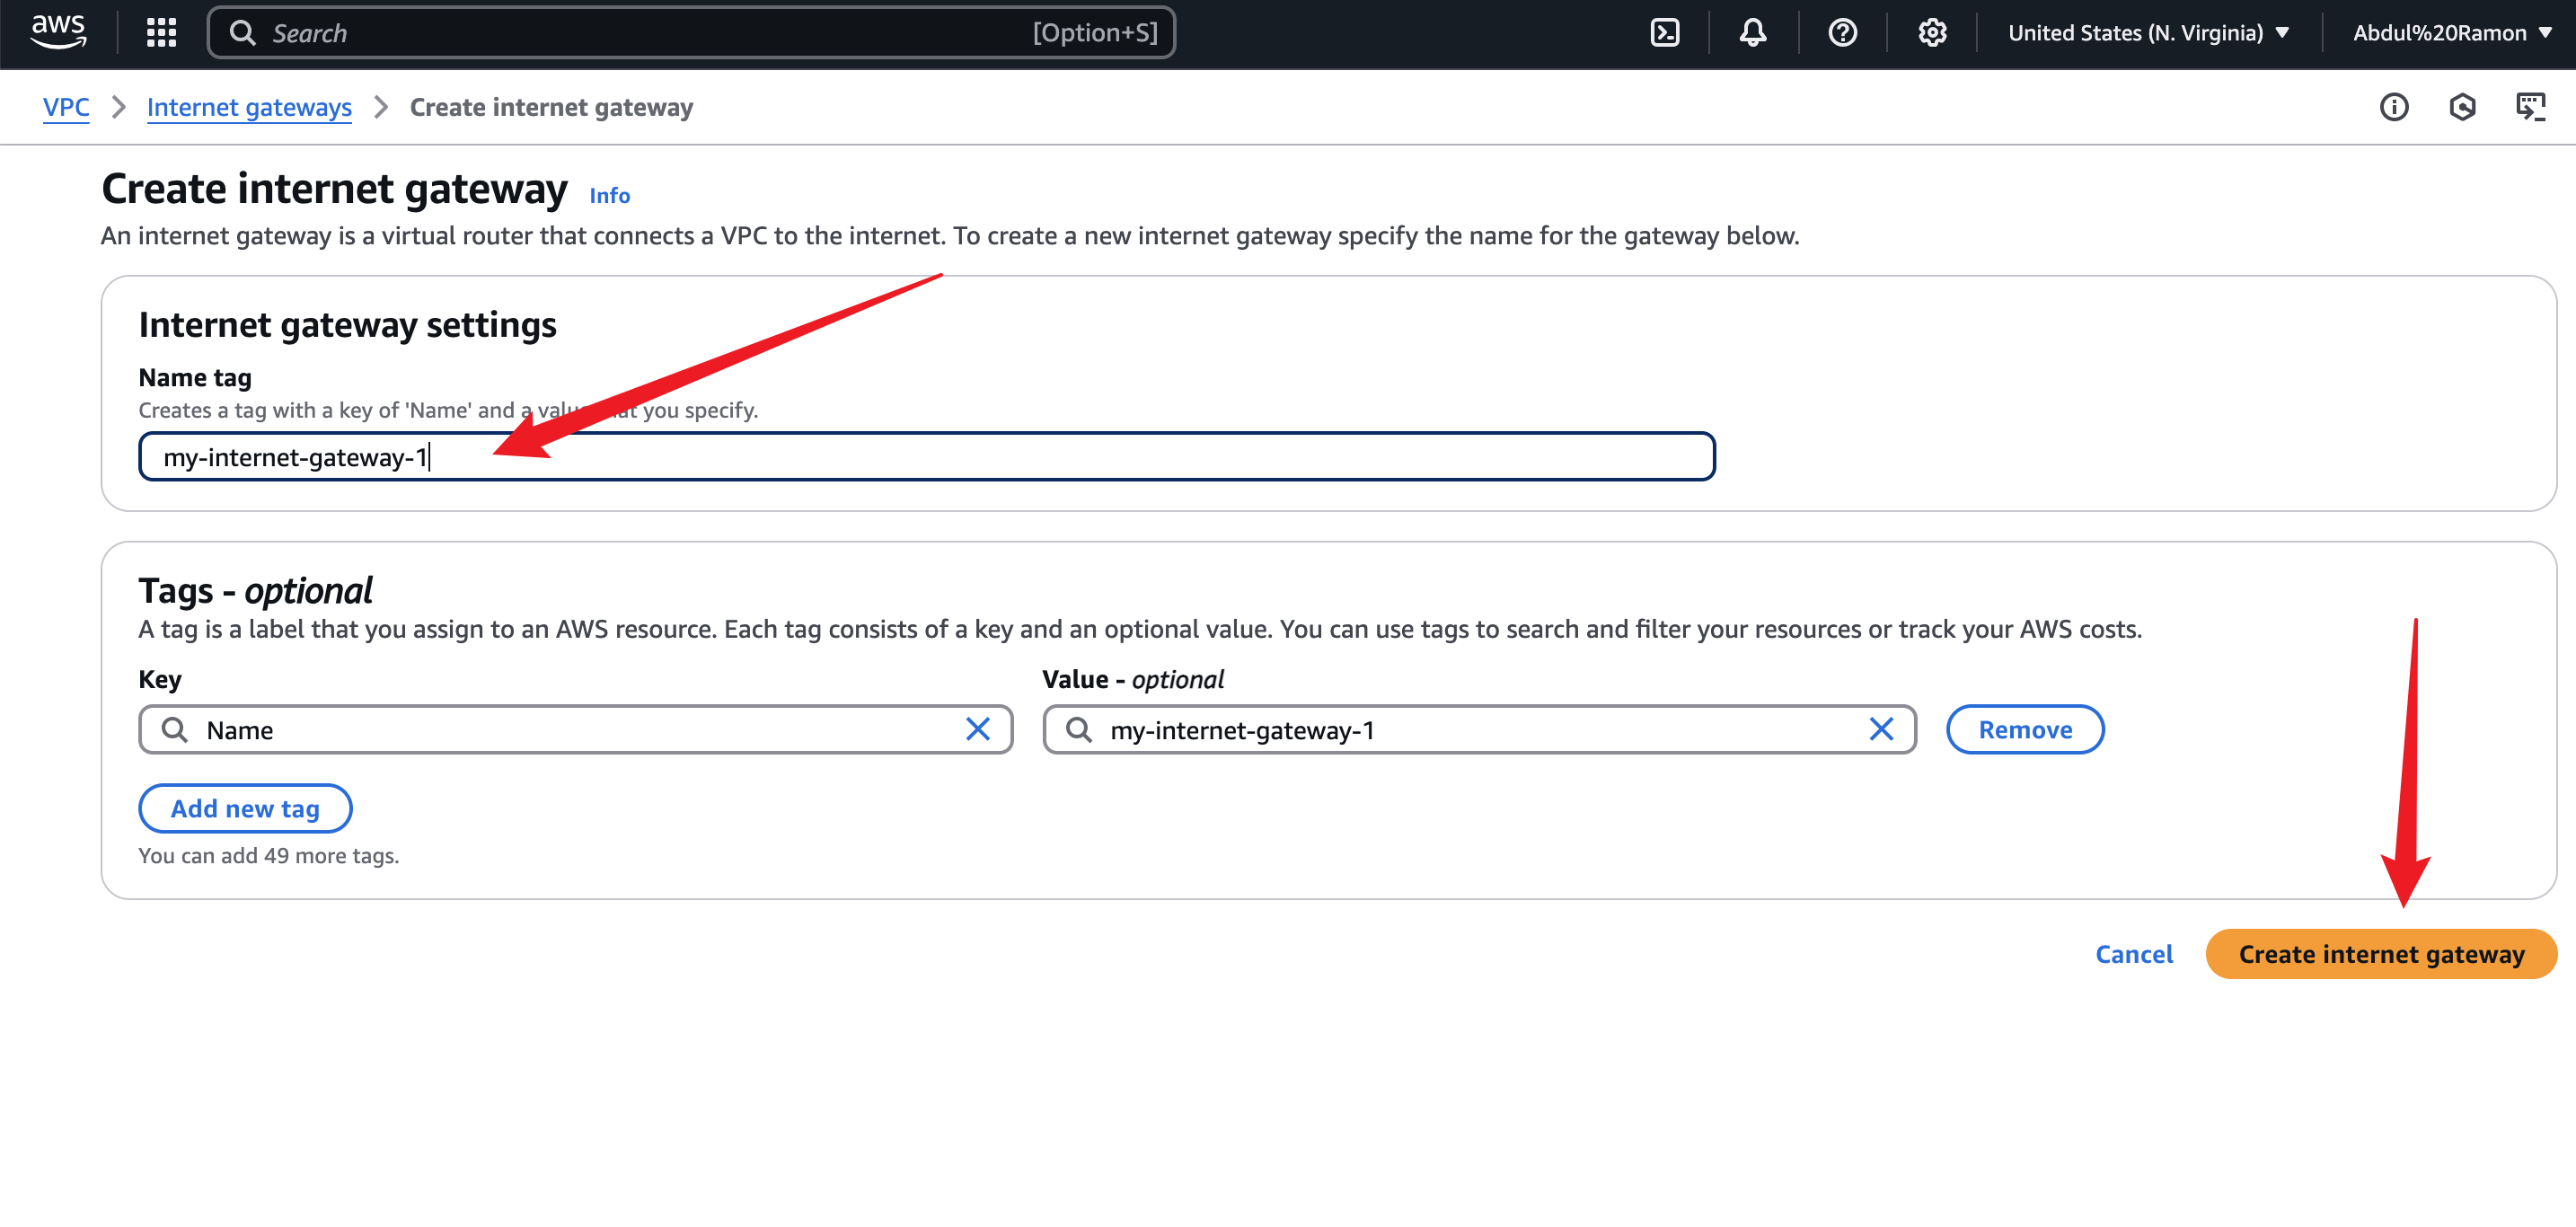 aws
Search [Option+S] United States (N. Virginia) Abdul%20Ramon
VPC Internet gateways Create internet gateway
Create internet gateway Info
An internet gateway is a virtual router that connects a VPC to the internet. To create a new internet gateway specify the name for the gateway below.
Internet gateway settings
Name tag
Creates a tag with a key of 'Name' and a value that you specify.
my-internet-gateway-1
Tags - optional
A tag is a label that you assign to an AWS resource. Each tag consists of a key and an optional value. You can use tags to search and filter your resources or track your AWS costs.
Key Value - optional
Name my-internet-gateway-1 Remove
Add new tag
You can add 49 more tags.
Cancel Create internet gateway